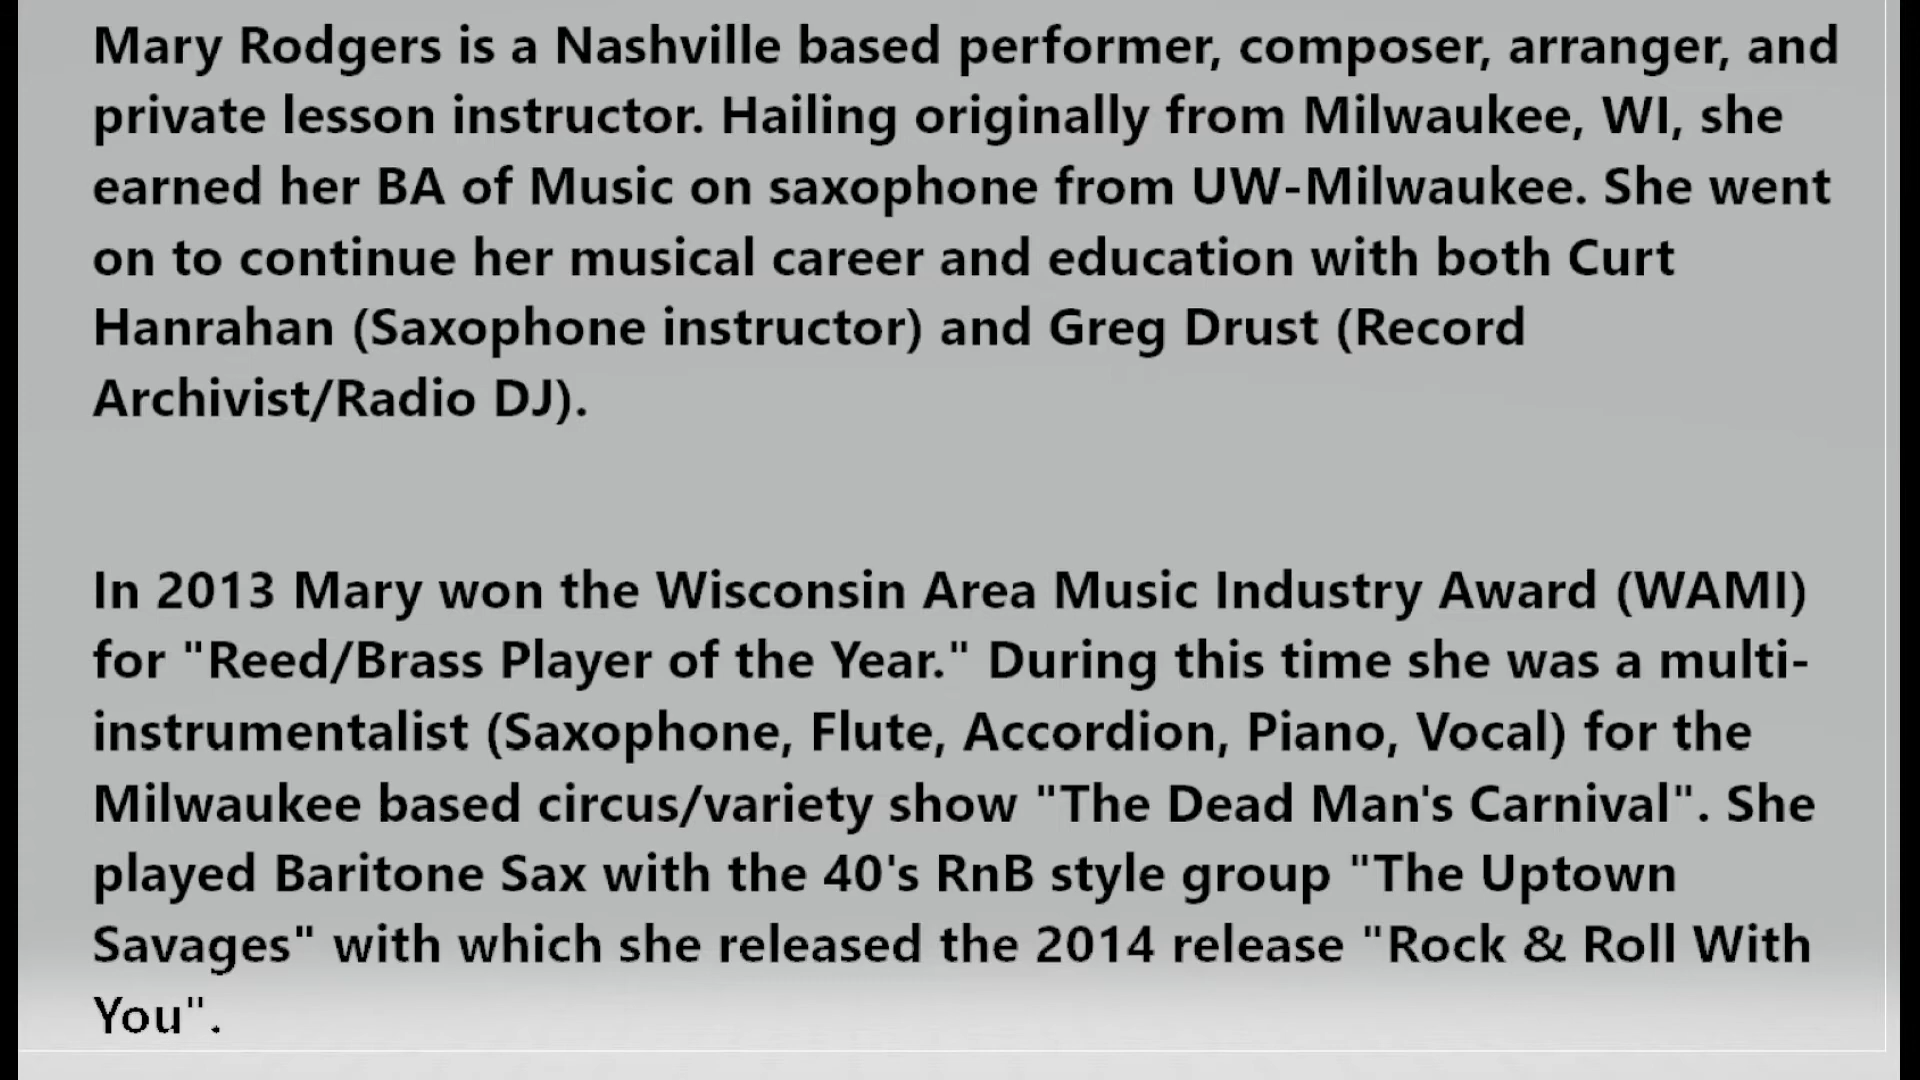 Mary Rodgers is a Nashville based performer, composer, arranger, and
private lesson instructor. Hailing originally from Milwaukee, WI, she
earned her BA of Music on saxophone from UW-Milwaukee. She went
on to continue her musical career and education with both Curt
Hanrahan (Saxophone instructor) and Greg Drust (Record
Archivist/Radio DJ).
In 2013 Mary won the Wisconsin Area Music Industry Award (WAMI)
for "Reed/Brass Player of the Year." During this time she was a multi-
instrumentalist (Saxophone, Flute, Accordion, Piano, Vocal) for the
Milwaukee based circus/variety show "The Dead Man's Carnival". She
played Baritone Sax with the 40's RnB style group "The Uptown
Savages" with which she released the 2014 release "Rock & Roll With
You".